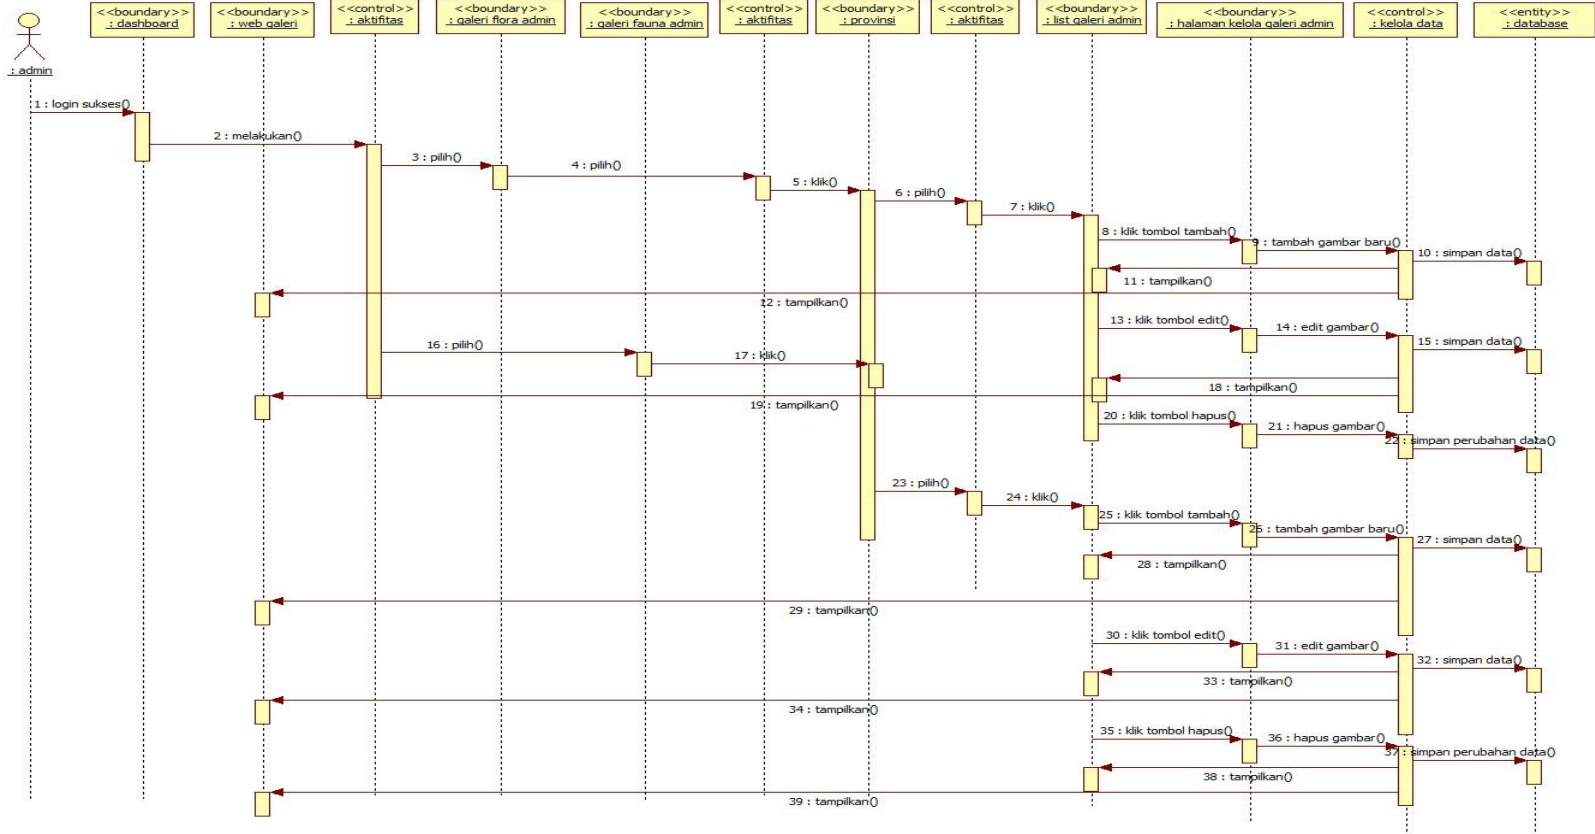 <<boundary>>
: dashboard
<<boundary>>
: web galeri
<<control>>
: aktifitas
<<boundary>>
: galeri flora admin
<<boundary>>
: galeri fauna admin
<<control>>
: aktifitas
<<boundary>>
: provinsi
<<control>>
: aktifitas
<<boundary>>
: list galeri admin
<<boundary>>
: halaman kelola galeri admin
<<control>>
: kelola data
<<entity>>
: database
: admin
1 : login sukses()
2 : melakukan()
3 : pilih()
4 : pilih()
5 : klik()
6 : pilih()
7 : klik()
8 : klik tombol tambah()
9 : tambah gambar baru()
10 : simpan data()
11 : tampilkan()
12 : tampilkan()
13 : klik tombol edit()
14 : edit gambar()
15 : simpan data()
16 : pilih()
17 : klik()
18 : tampilkan()
19 : tampilkan()
20 : klik tombol hapus()
21 : hapus gambar()
22 : simpan perubahan data()
23 : pilih()
24 : klik()
25 : klik tombol tambah()
26 : tambah gambar baru()
27 : simpan data()
28 : tampilkan()
29 : tampilkan()
30 : klik tombol edit()
31 : edit gambar()
32 : simpan data()
33 : tampilkan()
34 : tampilkan()
35 : klik tombol hapus()
36 : hapus gambar()
37 : simpan perubahan data()
38 : tampilkan()
39 : tampilkan()